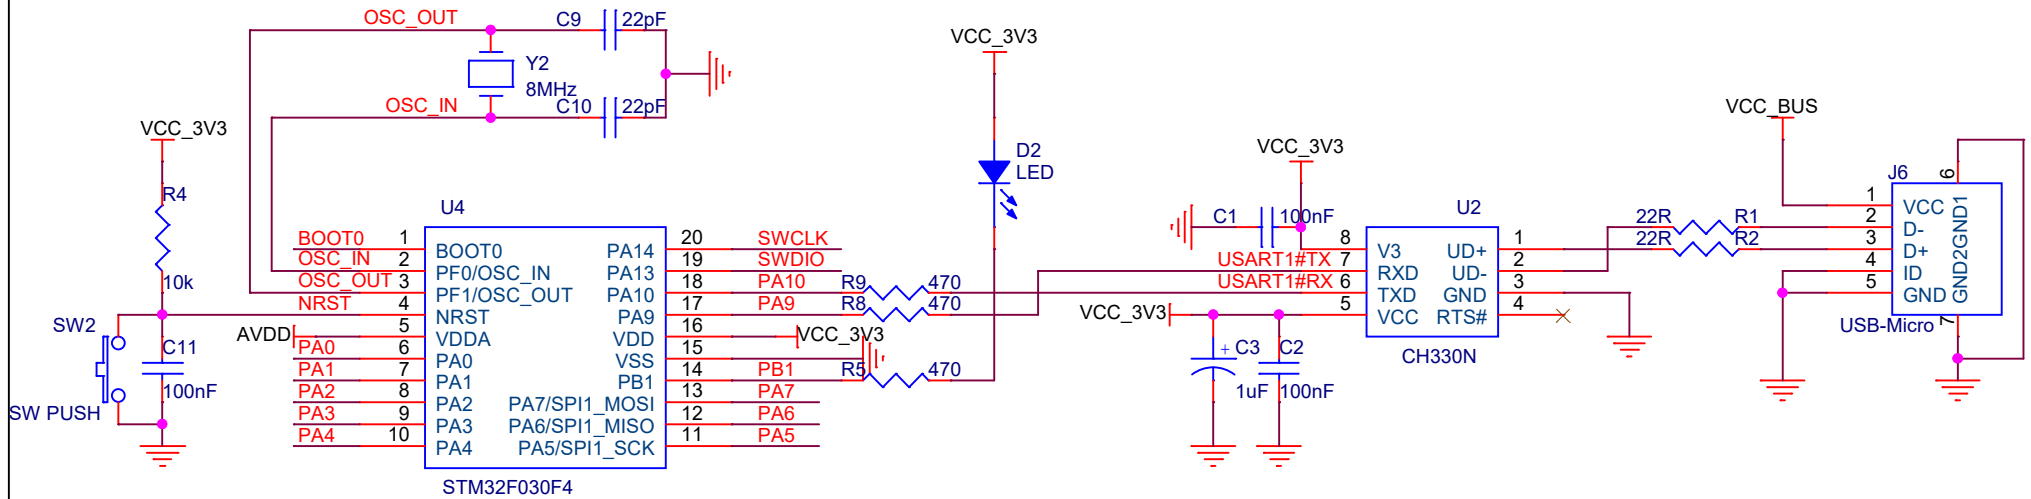 OSC_OUT
C9
22pF
Y2
8MHz
OSC_IN
C10
22pF
VCC_3V3
R4
10k
SW2
SW PUSH
C11
100nF
U4
BOOT0 1 BOOT0
OSC_IN 2 PF0/OSC_IN
OSC_OUT 3 PF1/OSC_OUT
NRST 4 NRST
AVDD 5 VDDA
PA0 6 PA0
PA1 7 PA1
PA2 8 PA2
PA3 9 PA3
PA4 10 PA4
PA14 20 SWCLK
PA13 19 SWDIO
PA10 18 PA10 R9 470
PA9 17 PA9 R8 470
VDD 16 VCC_3V3
VSS 15
PB1 14 PB1 R5 470
PA7/SPI1_MOSI 13 PA7
PA6/SPI1_MISO 12 PA6
PA5/SPI1_SCK 11 PA5
STM32F030F4
VCC_3V3
D2
LED
VCC_3V3
C1 100nF
U2
8 V3
USART1#TX 7 RXD
USART1#RX 6 TXD
VCC_3V3 5 VCC
UD+ 1
UD- 2
GND 3
RTS# 4
CH330N
+ C3
1uF
C2
100nF
22R R1
22R R2
VCC_BUS
J6
6
1 VCC
2 D-
3 D+
4 ID
5 GND
GND2GND1
7
USB-Micro